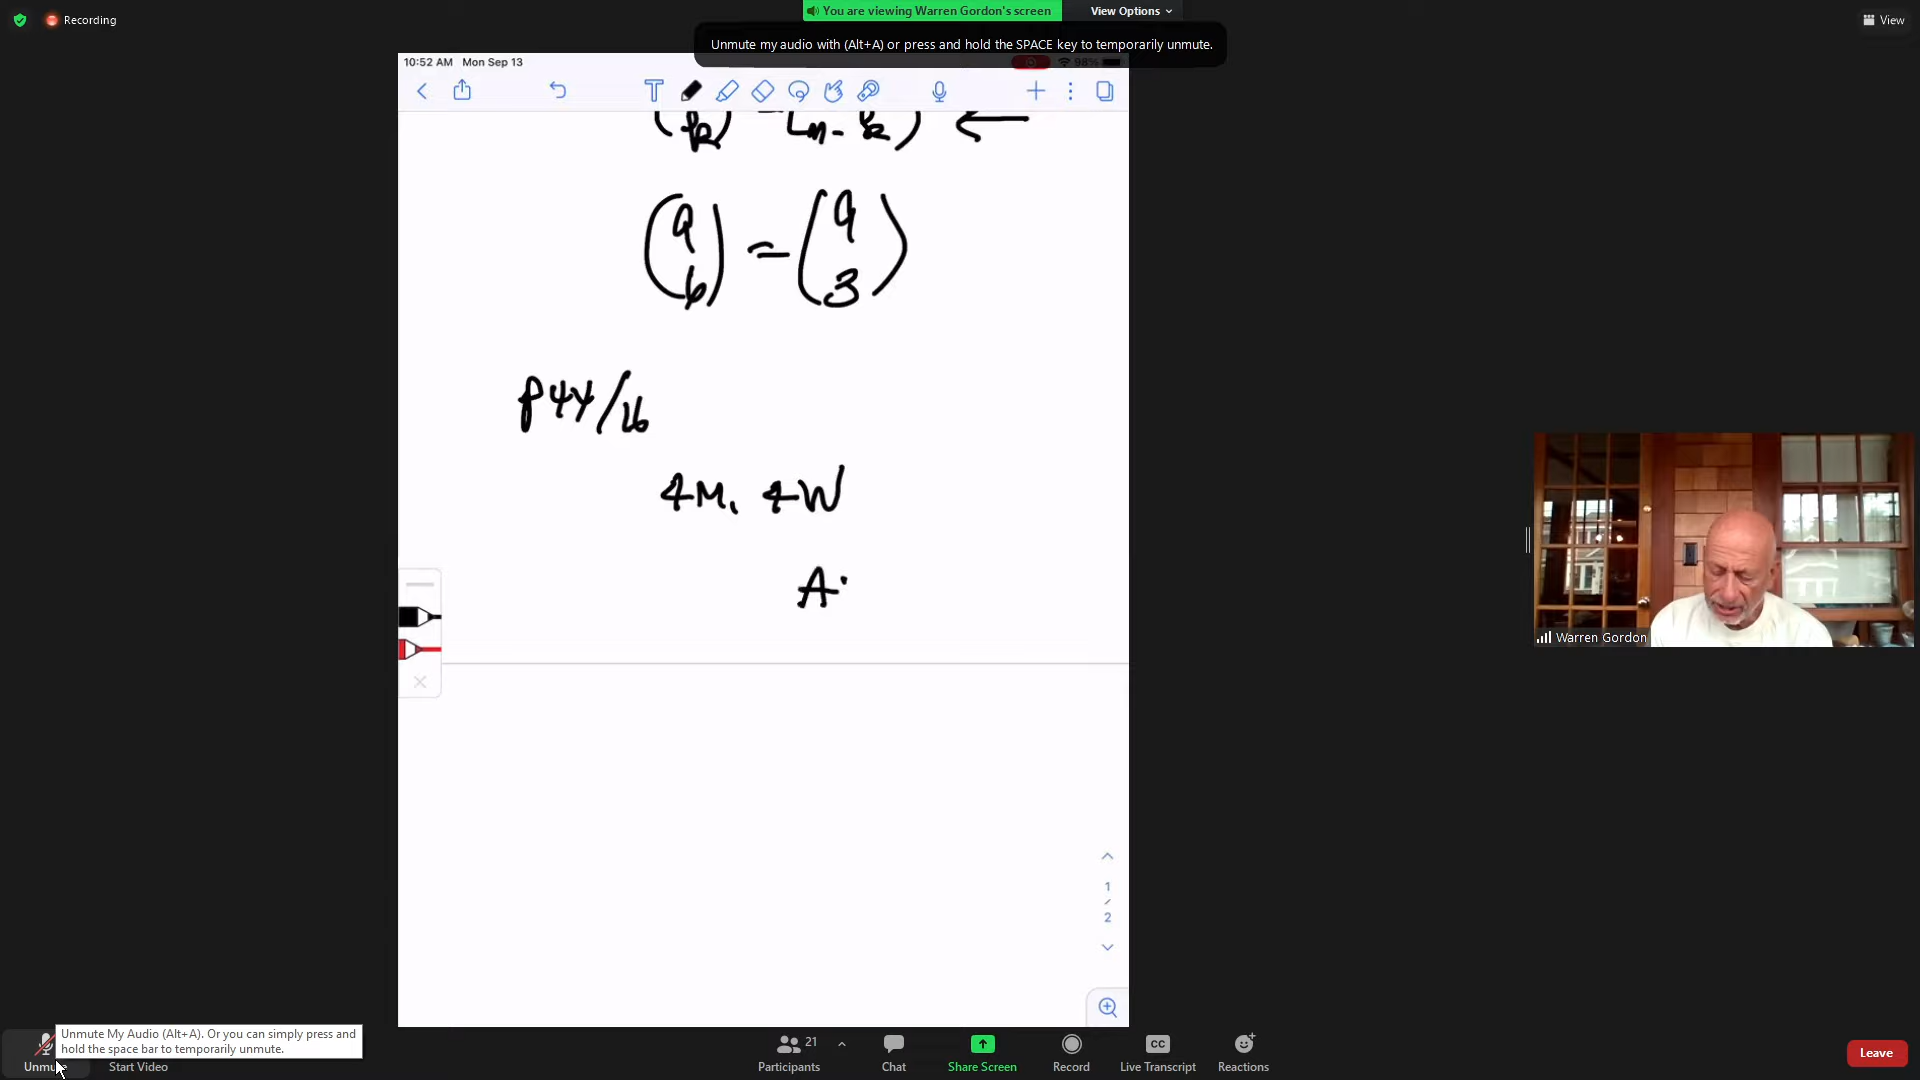 Recording
You are viewing Warren Gordon's screen
View Options
View
Unmute my audio with (Alt+A) or press and hold the SPACE key to temporarily unmute.
10:52 AM Mon Sep 13
98%
(k) = (n-k) ←
(9 6) = (9 3)
p44/16
4M, 4W
A.
1
/
2
Warren Gordon
Unmute My Audio (Alt+A). Or you can simply press and
hold the space bar to temporarily unmute.
Unmute
Start Video
21
Participants
Chat
Share Screen
Record
CC
Live Transcript
Reactions
Leave